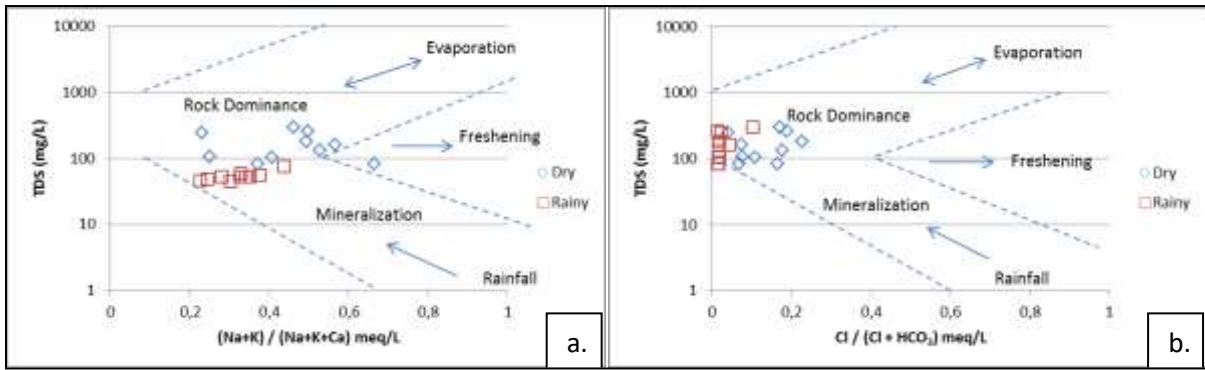 10000
1000
100
10
1
TDS (mg/L)
0
0,2
0,4
0,6
0,8
1
(Na+K) / (Na+K+Ca) meq/L
Evaporation
Rock Dominance
Freshening
Mineralization
Rainfall
Dry
Rainy
a.
10000
1000
100
10
1
TDS (mg/L)
0
0,2
0,4
0,6
0,8
1
Cl / (Cl + HCO₃) meq/L
Evaporation
Rock Dominance
Freshening
Mineralization
Rainfall
Dry
Rainy
b.